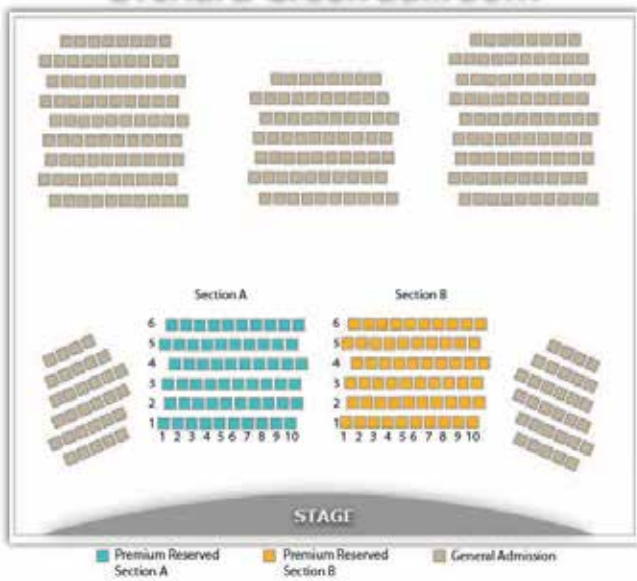 Section A Section B
6 6
5 5
4 4
3 3
2 2
1 1
1 2 3 4 5 6 7 8 9 10 1 2 3 4 5 6 7 8 9 10
STAGE
Premium Reserved Section A
Premium Reserved Section B
General Admission